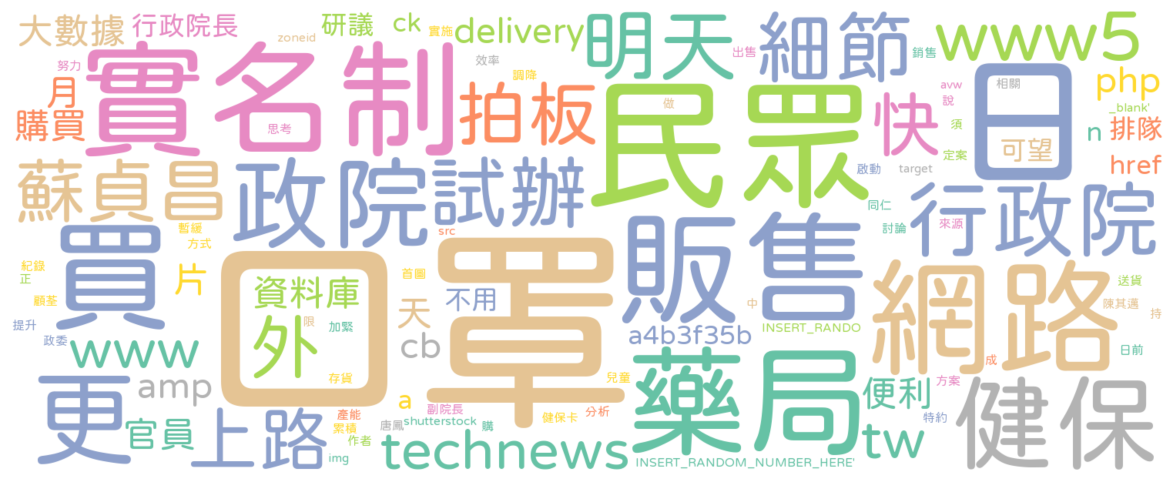 大數據
行政院長
研議
ck
實施
delivery
明天
出售
細節
銷售
www5
zoneid
努力
月
購買
實名制
思考
效率
調降
拍板
民眾
做
快
avw
說
須
定案
日
相關
可望
php
_blank'
n
排隊
href
蘇貞昌
政院
試辦
啟動
target
同仁
討論
行政院
來源
暫緩
方式
買
片
紀錄
正
顧荃
提升
政委
src
口罩
資料庫
外
限
加緊
存貨
首圖
天
不用
cb
兒童
販售
中
INSERT_RANDO
a4b3f35b
網路
送貨
陳其邁
持
成
日前
www
amp
更
官員
上路
產能
累積
作者
img
a
副院長
唐鳳
shutterstock
購
健保卡
分析
technews
藥局
INSERT_RANDOM_NUMBER_HERE'
便利
方案
特約
tw
健保